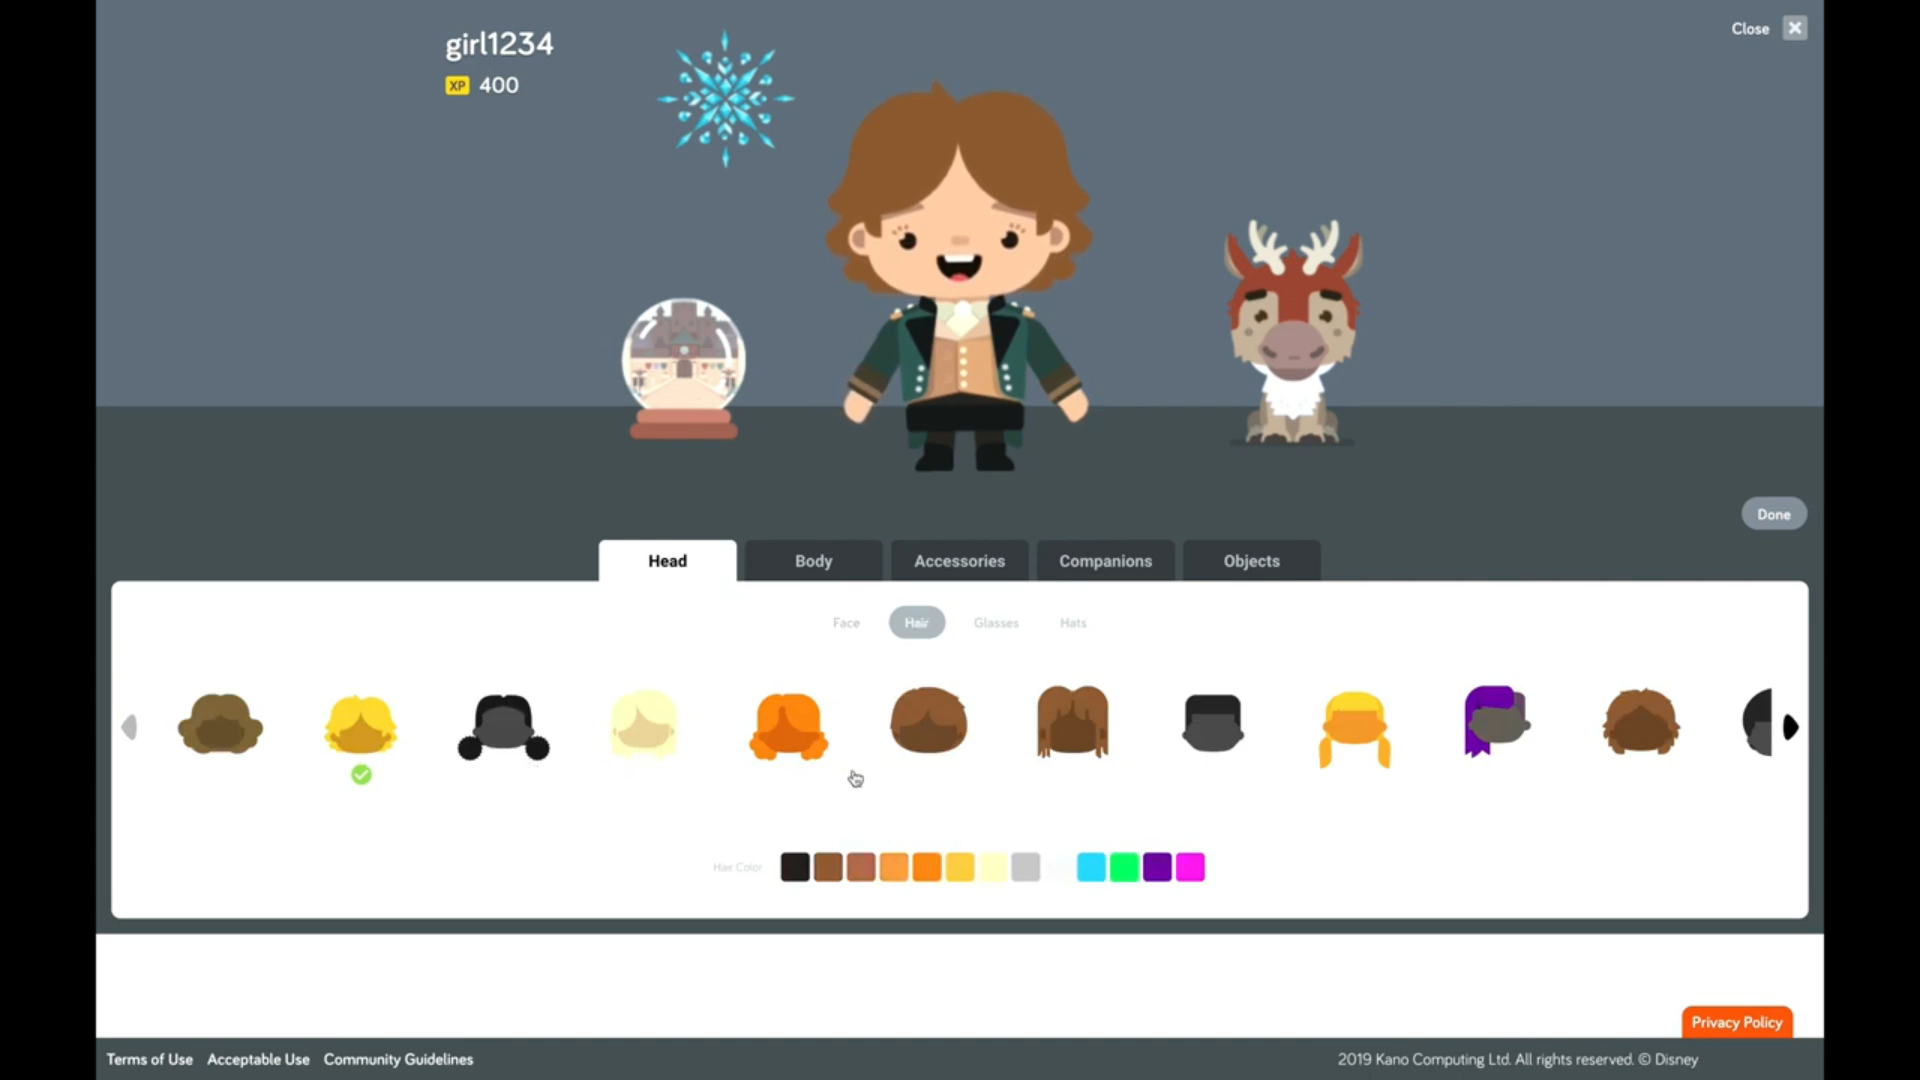 girl1234
XP 400
Close
Done
Head
Body
Accessories
Companions
Objects
Face
Hair
Glasses
Hats
Hair Color
Privacy Policy
Terms of Use
Acceptable Use
Community Guidelines
2019 Kano Computing Ltd. All rights reserved. © Disney